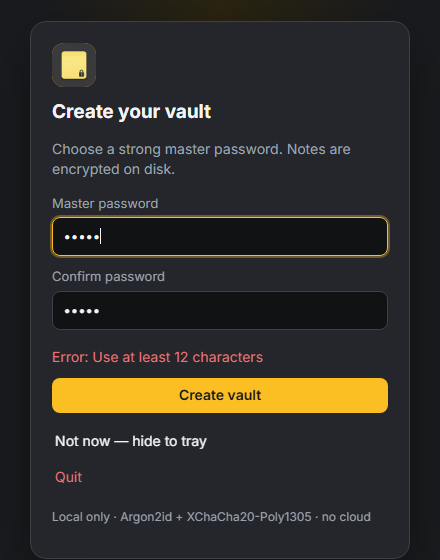 Create your vault
Choose a strong master password. Notes are
encrypted on disk.
Master password
•••••
Confirm password
•••••
Error: Use at least 12 characters
Create vault
Not now — hide to tray
Quit
Local only · Argon2id + XChaCha20-Poly1305 · no cloud